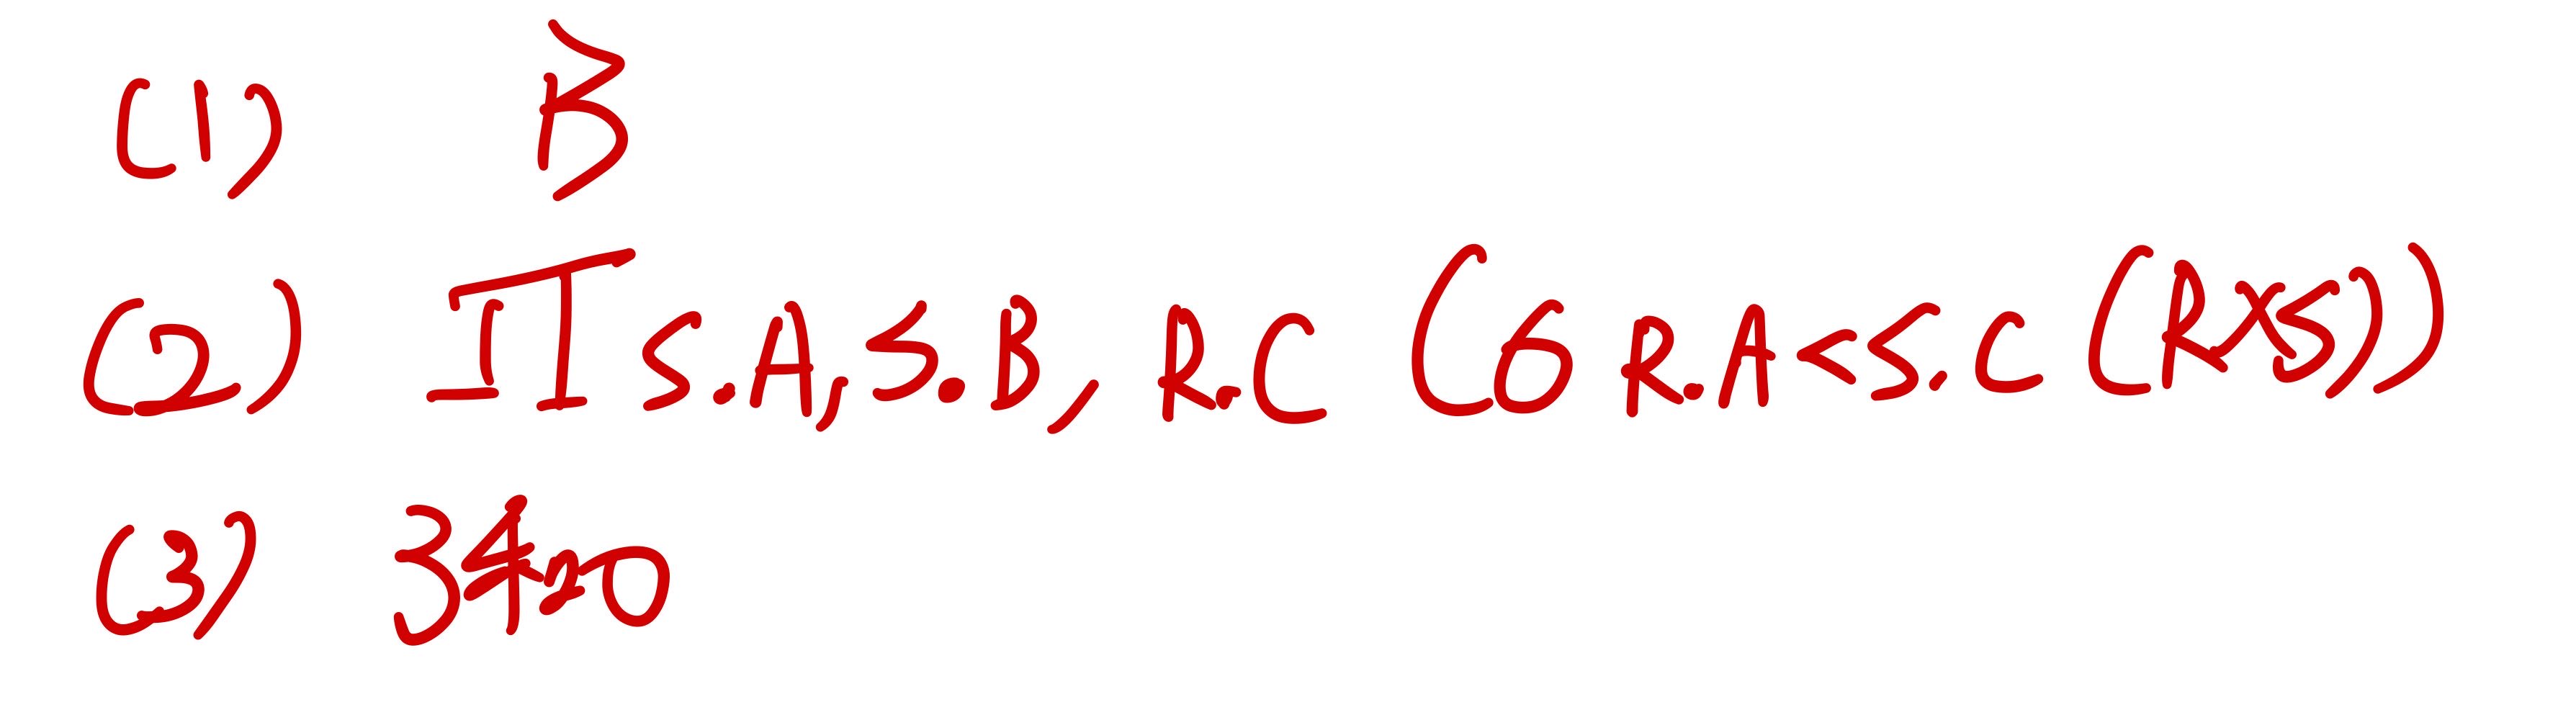 (1) B
(2) Π S.A, S.B, R.C (σ R.A<S.C (R×S))
(3) 3420